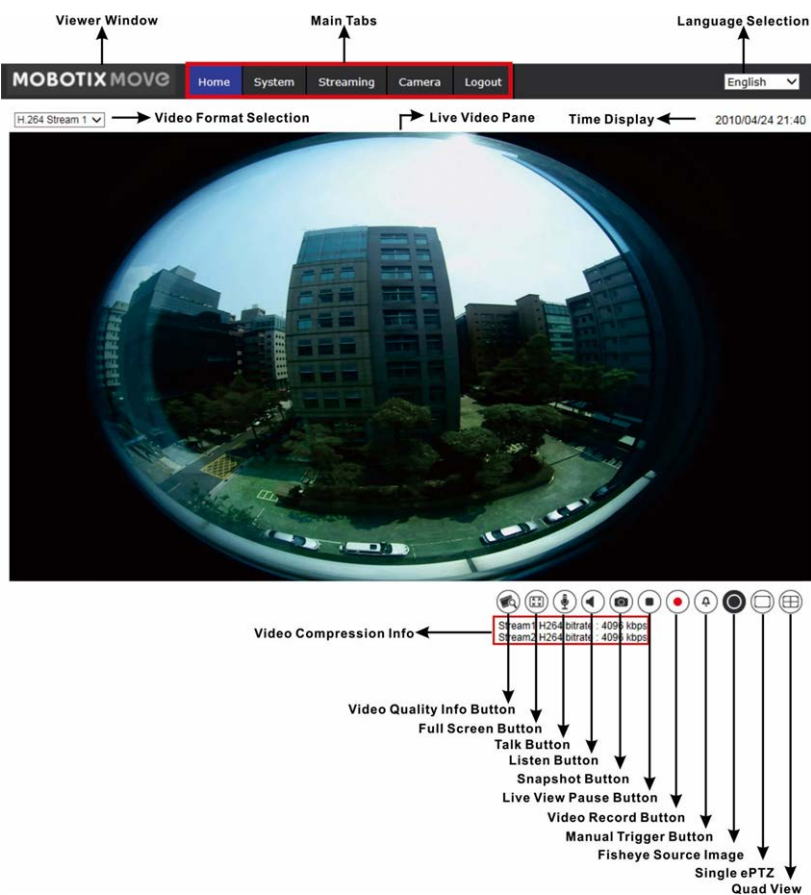 Viewer Window Main Tabs Language Selection
MOBOTIX MOVE Home System Streaming Camera Logout English
H.264 Stream 1 Video Format Selection Live Video Pane Time Display 2010/04/24 21:40
Video Compression Info Stream1 H264 bitrate : 4096 kbps
Stream2 H264 bitrate : 4096 kbps
Video Quality Info Button
Full Screen Button
Talk Button
Listen Button
Snapshot Button
Live View Pause Button
Video Record Button
Manual Trigger Button
Fisheye Source Image
Single ePTZ
Quad View